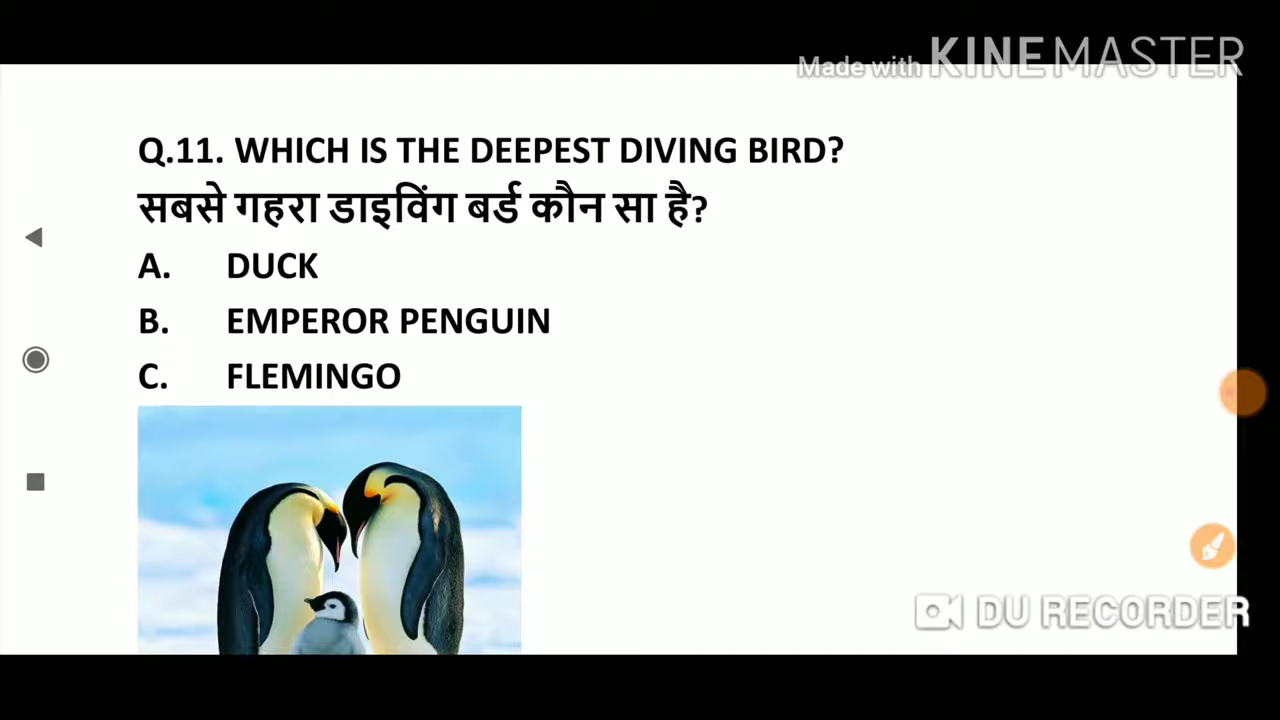 Made with KINEMASTER
Q.11. WHICH IS THE DEEPEST DIVING BIRD?
सबसे गहरा डाइविंग बर्ड कौन सा है?
A. DUCK
B. EMPEROR PENGUIN
C. FLEMINGO
DU RECORDER